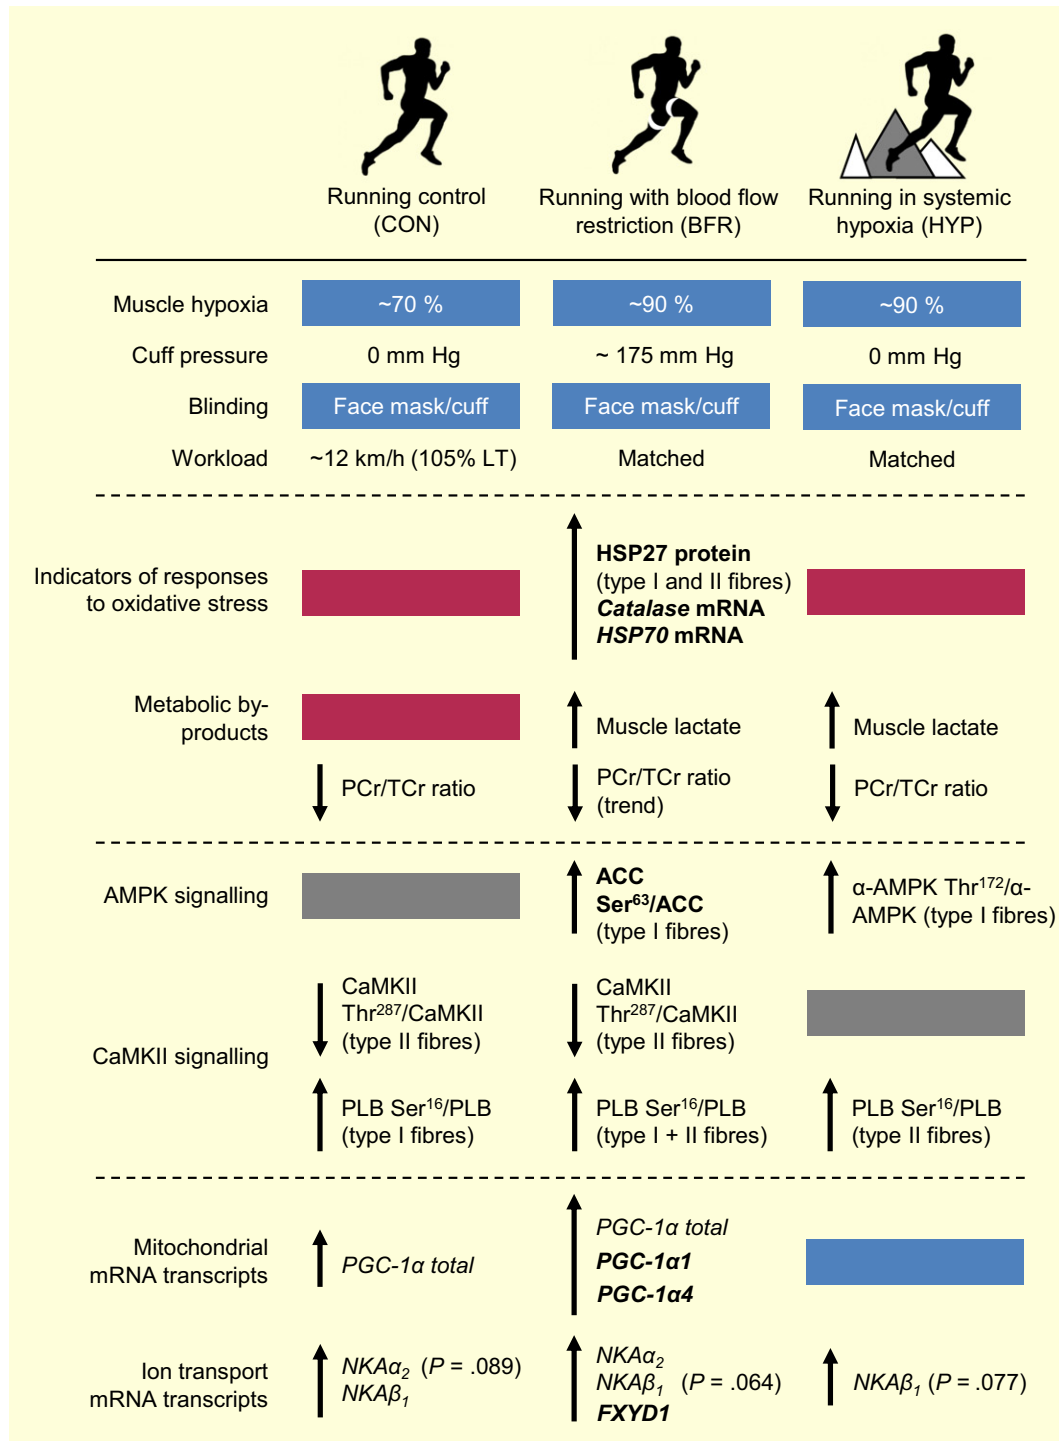 Running control
(CON)
Running with blood flow
restriction (BFR)
Running in systemic
hypoxia (HYP)
Muscle hypoxia
~70 %
~90 %
~90 %
Cuff pressure
0 mm Hg
~ 175 mm Hg
0 mm Hg
Blinding
Face mask/cuff
Face mask/cuff
Face mask/cuff
Workload
~12 km/h (105% LT)
Matched
Matched
Indicators of responses
to oxidative stress
HSP27 protein
(type I and II fibres)
Catalase mRNA
HSP70 mRNA
Metabolic by-
products
Muscle lactate
Muscle lactate
PCr/TCr ratio
PCr/TCr ratio
(trend)
PCr/TCr ratio
AMPK signalling
ACC
Ser⁶³/ACC
(type I fibres)
α-AMPK Thr¹⁷²/α-
AMPK (type I fibres)
CaMKII signalling
CaMKII
Thr²⁸⁷/CaMKII
(type II fibres)
CaMKII
Thr²⁸⁷/CaMKII
(type II fibres)
PLB Ser¹⁶/PLB
(type I fibres)
PLB Ser¹⁶/PLB
(type I + II fibres)
PLB Ser¹⁶/PLB
(type II fibres)
Mitochondrial
mRNA transcripts
PGC-1α total
PGC-1α total
PGC-1α1
PGC-1α4
Ion transport
mRNA transcripts
NKAα₂ (P = .089)
NKAβ₁
NKAα₂
NKAβ₁ (P = .064)
FXYD1
NKAβ₁ (P = .077)